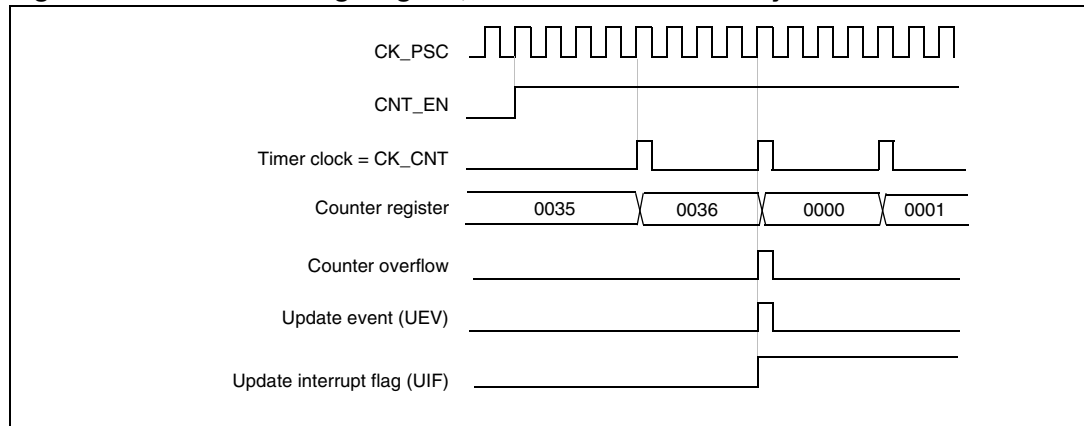 CK_PSC
CNT_EN
Timer clock = CK_CNT
Counter register 0035 0036 0000 0001
Counter overflow
Update event (UEV)
Update interrupt flag (UIF)